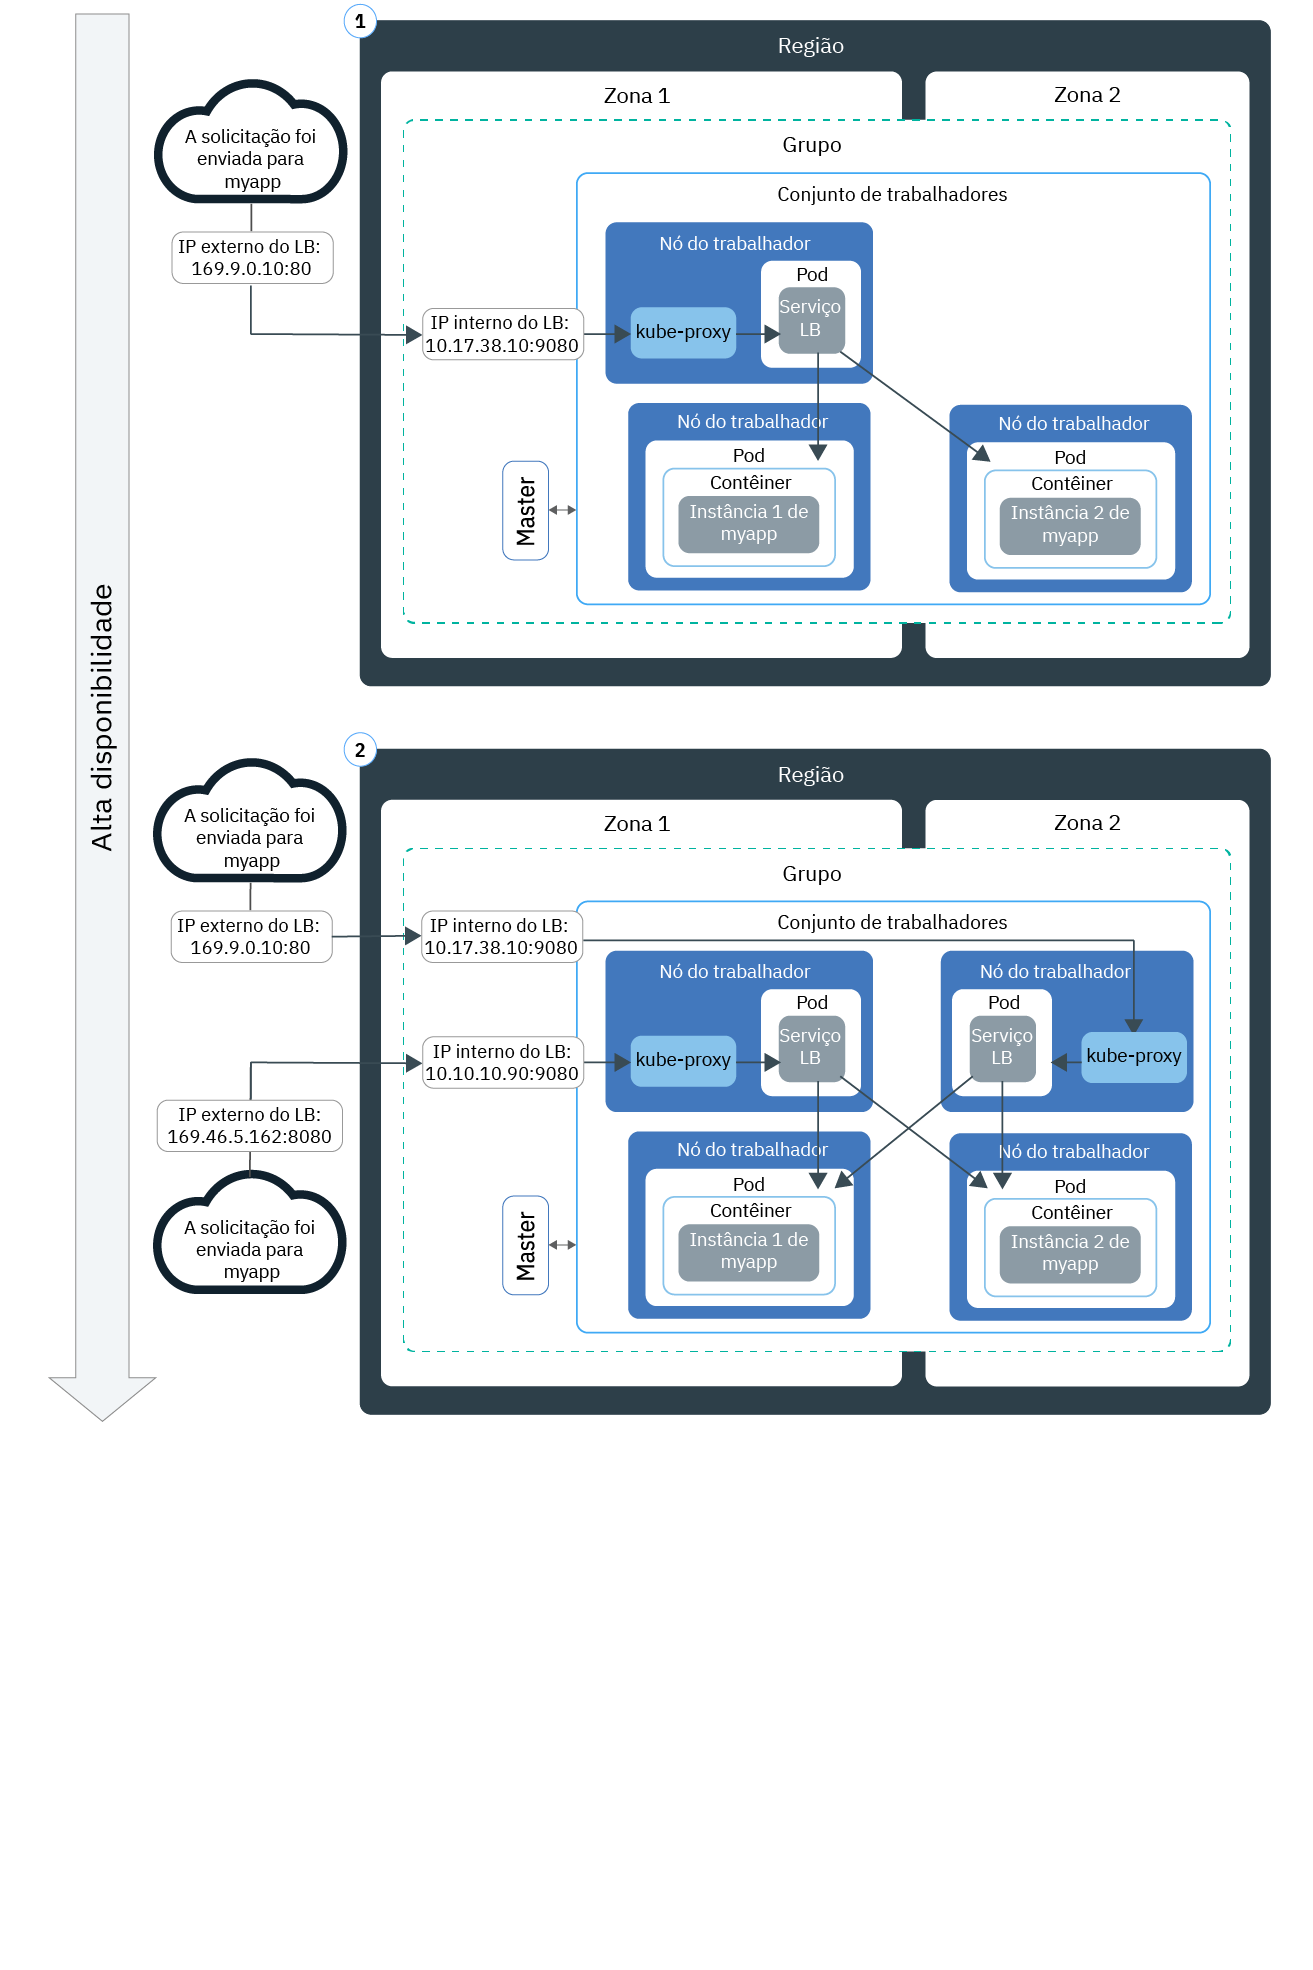 Alta disponibilidade
1
Região
Zona 1
Zona 2
Grupo
Conjunto de trabalhadores
A solicitação foi
enviada para
myapp
IP externo do LB:
169.9.0.10:80
IP interno do LB:
10.17.38.10:9080
Nó do trabalhador
kube-proxy
Pod
Serviço
LB
Master
Nó do trabalhador
Pod
Contêiner
Instância 1 de
myapp
Nó do trabalhador
Pod
Contêiner
Instância 2 de
myapp
2
Região
Zona 1
Zona 2
Grupo
Conjunto de trabalhadores
A solicitação foi
enviada para
myapp
IP externo do LB:
169.9.0.10:80
IP interno do LB:
10.17.38.10:9080
IP interno do LB:
10.10.10.90:9080
IP externo do LB:
169.46.5.162:8080
A solicitação foi
enviada para
myapp
Nó do trabalhador
kube-proxy
Pod
Serviço
LB
Nó do trabalhador
Pod
Serviço
LB
kube-proxy
Master
Nó do trabalhador
Pod
Contêiner
Instância 1 de
myapp
Nó do trabalhador
Pod
Contêiner
Instância 2 de
myapp